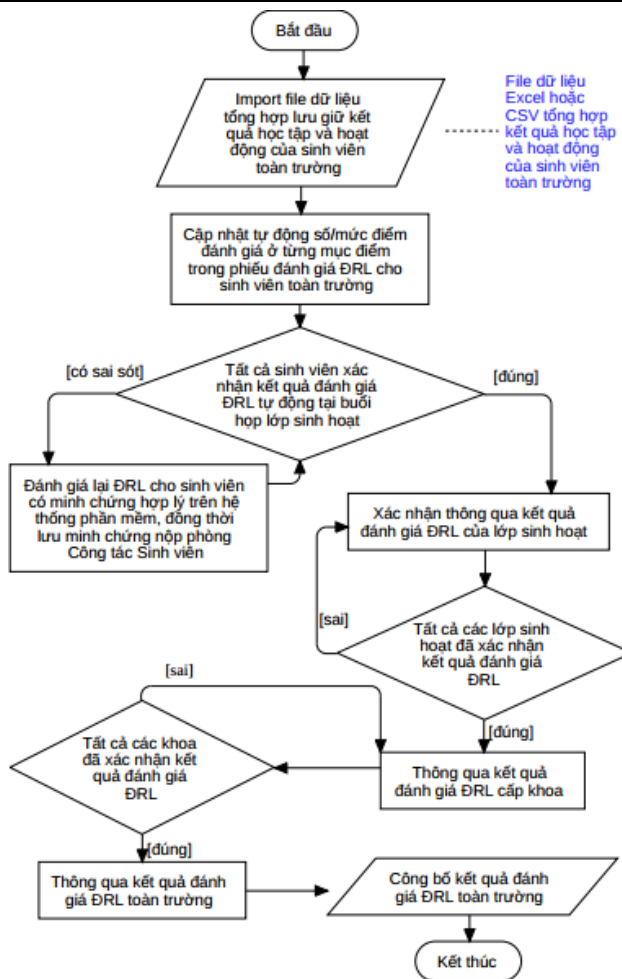 Bắt đầu
Import file dữ liệu
tổng hợp lưu giữ kết
quả học tập và hoạt
động của sinh viên
toàn trường
File dữ liệu
Excel hoặc
CSV tổng hợp
kết quả học tập
và hoạt động
của sinh viên
toàn trường
Cập nhật tự động số/mức điểm
đánh giá ở từng mục điểm
trong phiếu đánh giá ĐRL cho
sinh viên toàn trường
[có sai sót]
Tất cả sinh viên xác
nhận kết quả đánh giá
ĐRL tự động tại buổi
họp lớp sinh hoạt
[đúng]
Đánh giá lại ĐRL cho sinh viên
có minh chứng hợp lý trên hệ
thống phần mềm, đồng thời
lưu minh chứng nộp phòng
Công tác Sinh viên
Xác nhận thông qua kết quả
đánh giá ĐRL của lớp sinh hoạt
[sai]
Tất cả các lớp sinh
hoạt đã xác nhận
kết quả đánh giá
ĐRL
[đúng]
[sai]
Tất cả các khoa
đã xác nhận kết
quả đánh giá
ĐRL
Thông qua kết quả
đánh giá ĐRL cấp khoa
[đúng]
Thông qua kết quả đánh
giá ĐRL toàn trường
Công bố kết quả đánh
giá ĐRL toàn trường
Kết thúc